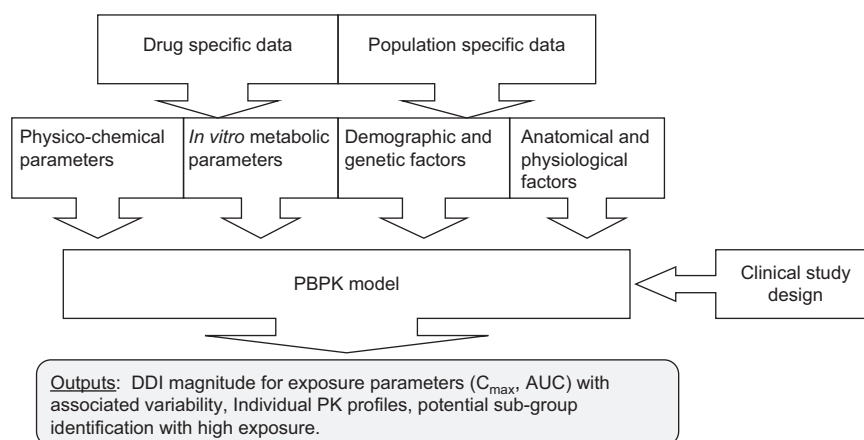 Drug specific data
Population specific data
Physico-chemical
parameters
In vitro metabolic
parameters
Demographic and
genetic factors
Anatomical and
physiological
factors
PBPK model
Clinical study
design
Outputs: DDI magnitude for exposure parameters (Cmax, AUC) with
associated variability, Individual PK profiles, potential sub-group
identification with high exposure.